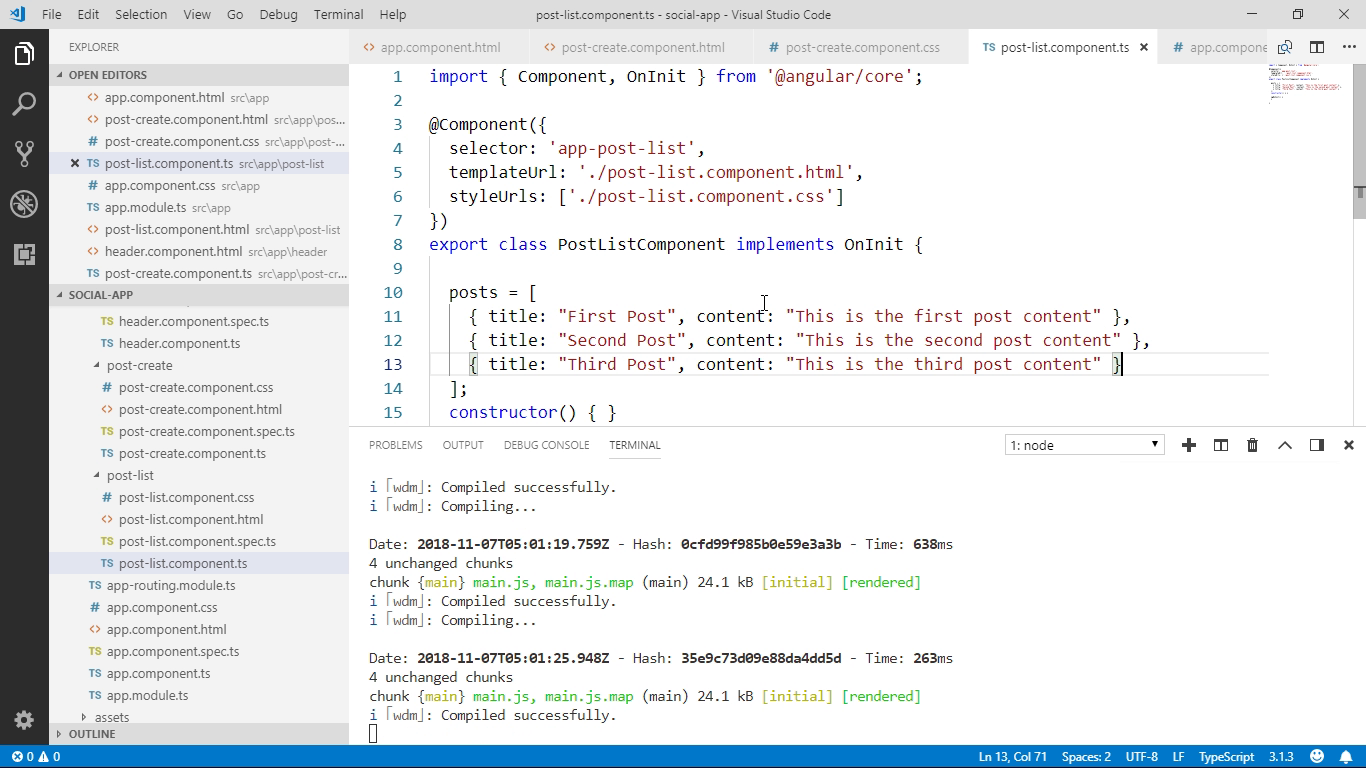 File Edit Selection View Go Debug Terminal Help post-list.component.ts - social-app - Visual Studio Code
EXPLORER
OPEN EDITORS
<> app.component.html src\app
<> post-create.component.html src\app\pos...
# post-create.component.css src\app\post-...
TS post-list.component.ts src\app\post-list
# app.component.css src\app
TS app.module.ts src\app
<> post-list.component.html src\app\post-list
<> header.component.html src\app\header
TS post-create.component.ts src\app\post-cr...
SOCIAL-APP
TS header.component.spec.ts
TS header.component.ts
post-create
# post-create.component.css
<> post-create.component.html
TS post-create.component.spec.ts
TS post-create.component.ts
post-list
# post-list.component.css
<> post-list.component.html
TS post-list.component.spec.ts
TS post-list.component.ts
TS app-routing.module.ts
# app.component.css
<> app.component.html
TS app.component.spec.ts
TS app.component.ts
TS app.module.ts
assets
OUTLINE
<> app.component.html <> post-create.component.html # post-create.component.css TS post-list.component.ts # app.compone
1 import { Component, OnInit } from '@angular/core';
2
3 @Component({
4 selector: 'app-post-list',
5 templateUrl: './post-list.component.html',
6 styleUrls: ['./post-list.component.css']
7 })
8 export class PostListComponent implements OnInit {
9
10 posts = [
11 { title: "First Post", content: "This is the first post content" },
12 { title: "Second Post", content: "This is the second post content" },
13 { title: "Third Post", content: "This is the third post content" }
14 ];
15 constructor() { }
PROBLEMS OUTPUT DEBUG CONSOLE TERMINAL 1: node
i ｢wdm｣: Compiled successfully.
i ｢wdm｣: Compiling...
Date: 2018-11-07T05:01:19.759Z - Hash: 0cfd99f985b0e59e3a3b - Time: 638ms
4 unchanged chunks
chunk {main} main.js, main.js.map (main) 24.1 kB [initial] [rendered]
i ｢wdm｣: Compiled successfully.
i ｢wdm｣: Compiling...
Date: 2018-11-07T05:01:25.948Z - Hash: 35e9c73d09e88da4dd5d - Time: 263ms
4 unchanged chunks
chunk {main} main.js, main.js.map (main) 24.1 kB [initial] [rendered]
i ｢wdm｣: Compiled successfully.
0 0 Ln 13, Col 71 Spaces: 2 UTF-8 LF TypeScript 3.1.3